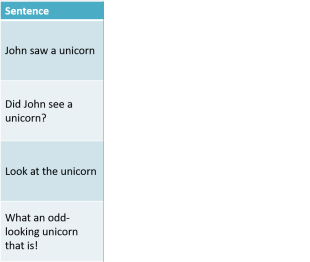 Sentence
John saw a unicorn
Did John see a
unicorn?
Look at the unicorn
What an odd-
looking unicorn
that is!